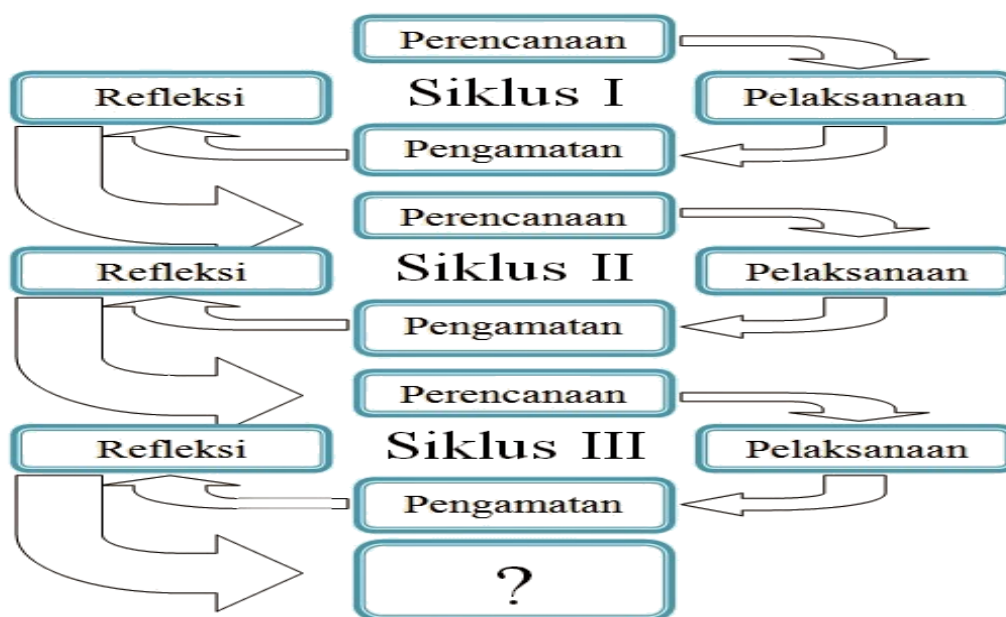 Perencanaan
Refleksi
Siklus I
Pelaksanaan
Pengamatan
Perencanaan
Refleksi
Siklus II
Pelaksanaan
Pengamatan
Perencanaan
Refleksi
Siklus III
Pelaksanaan
Pengamatan
?